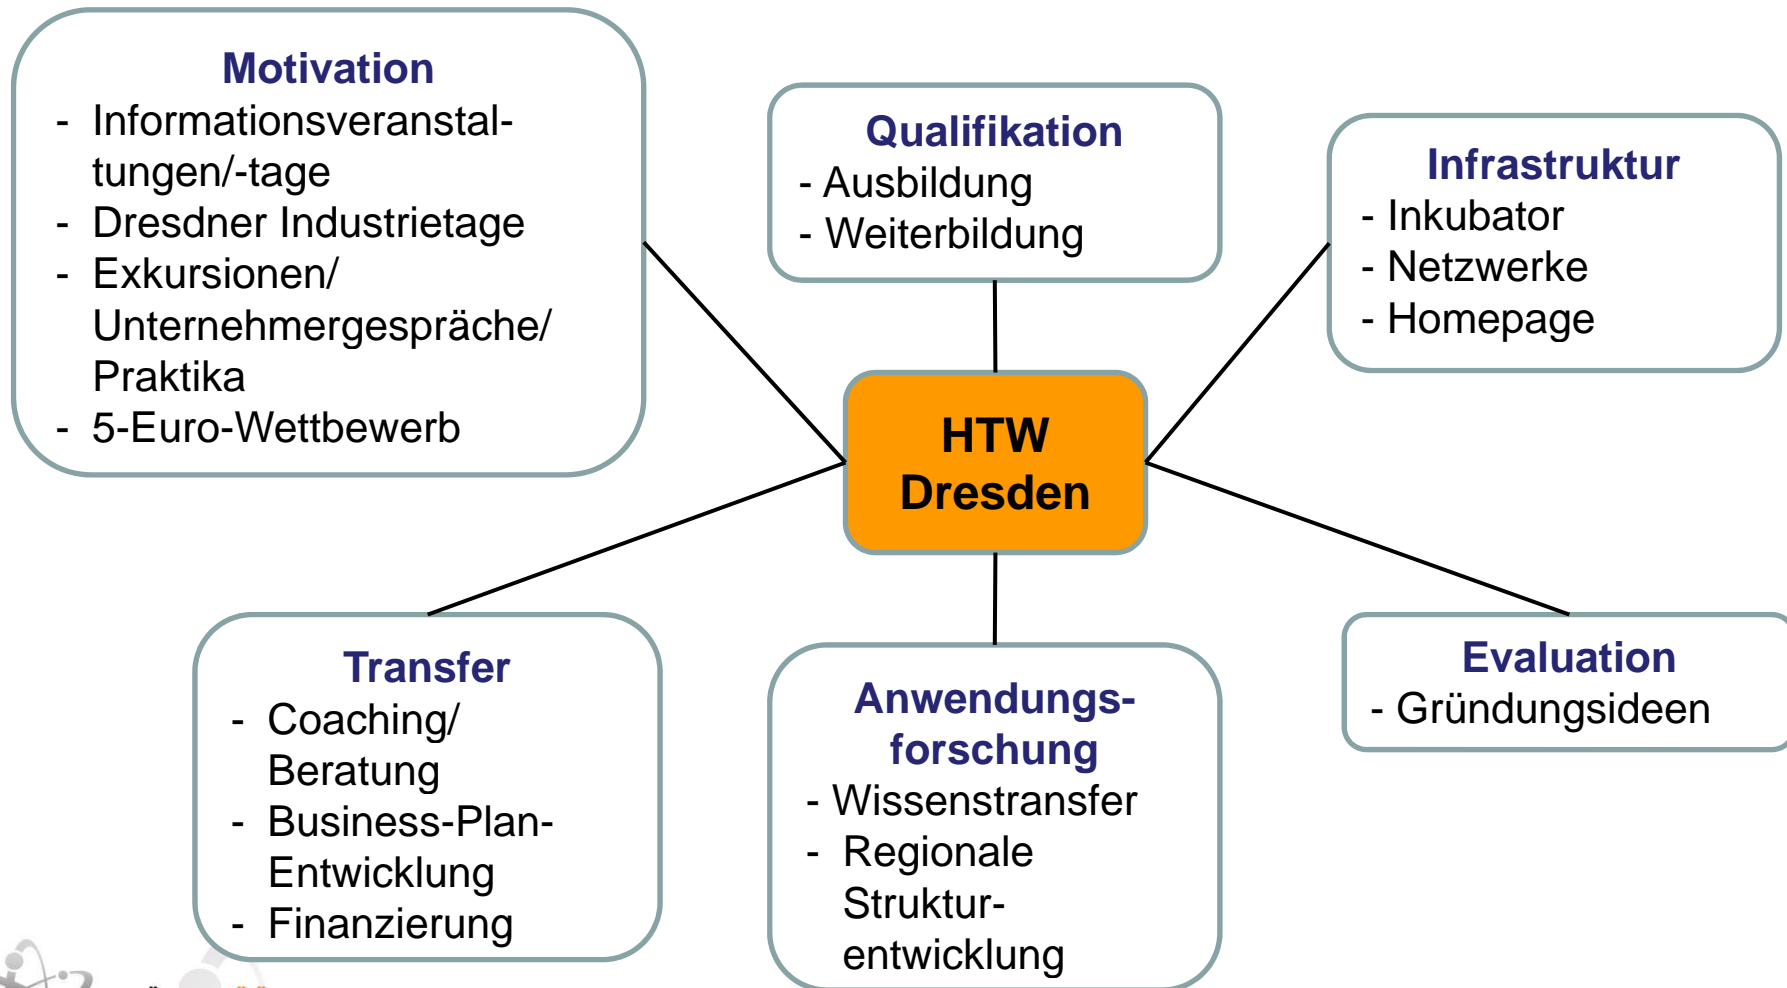 Motivation
- Informationsveranstal-
tungen/-tage
- Dresdner Industrietage
- Exkursionen/
Unternehmergespräche/
Praktika
- 5-Euro-Wettbewerb
Qualifikation
- Ausbildung
- Weiterbildung
Infrastruktur
- Inkubator
- Netzwerke
- Homepage
HTW
Dresden
Transfer
- Coaching/
Beratung
- Business-Plan-
Entwicklung
- Finanzierung
Anwendungs-
forschung
- Wissenstransfer
- Regionale
Struktur-
entwicklung
Evaluation
- Gründungsideen